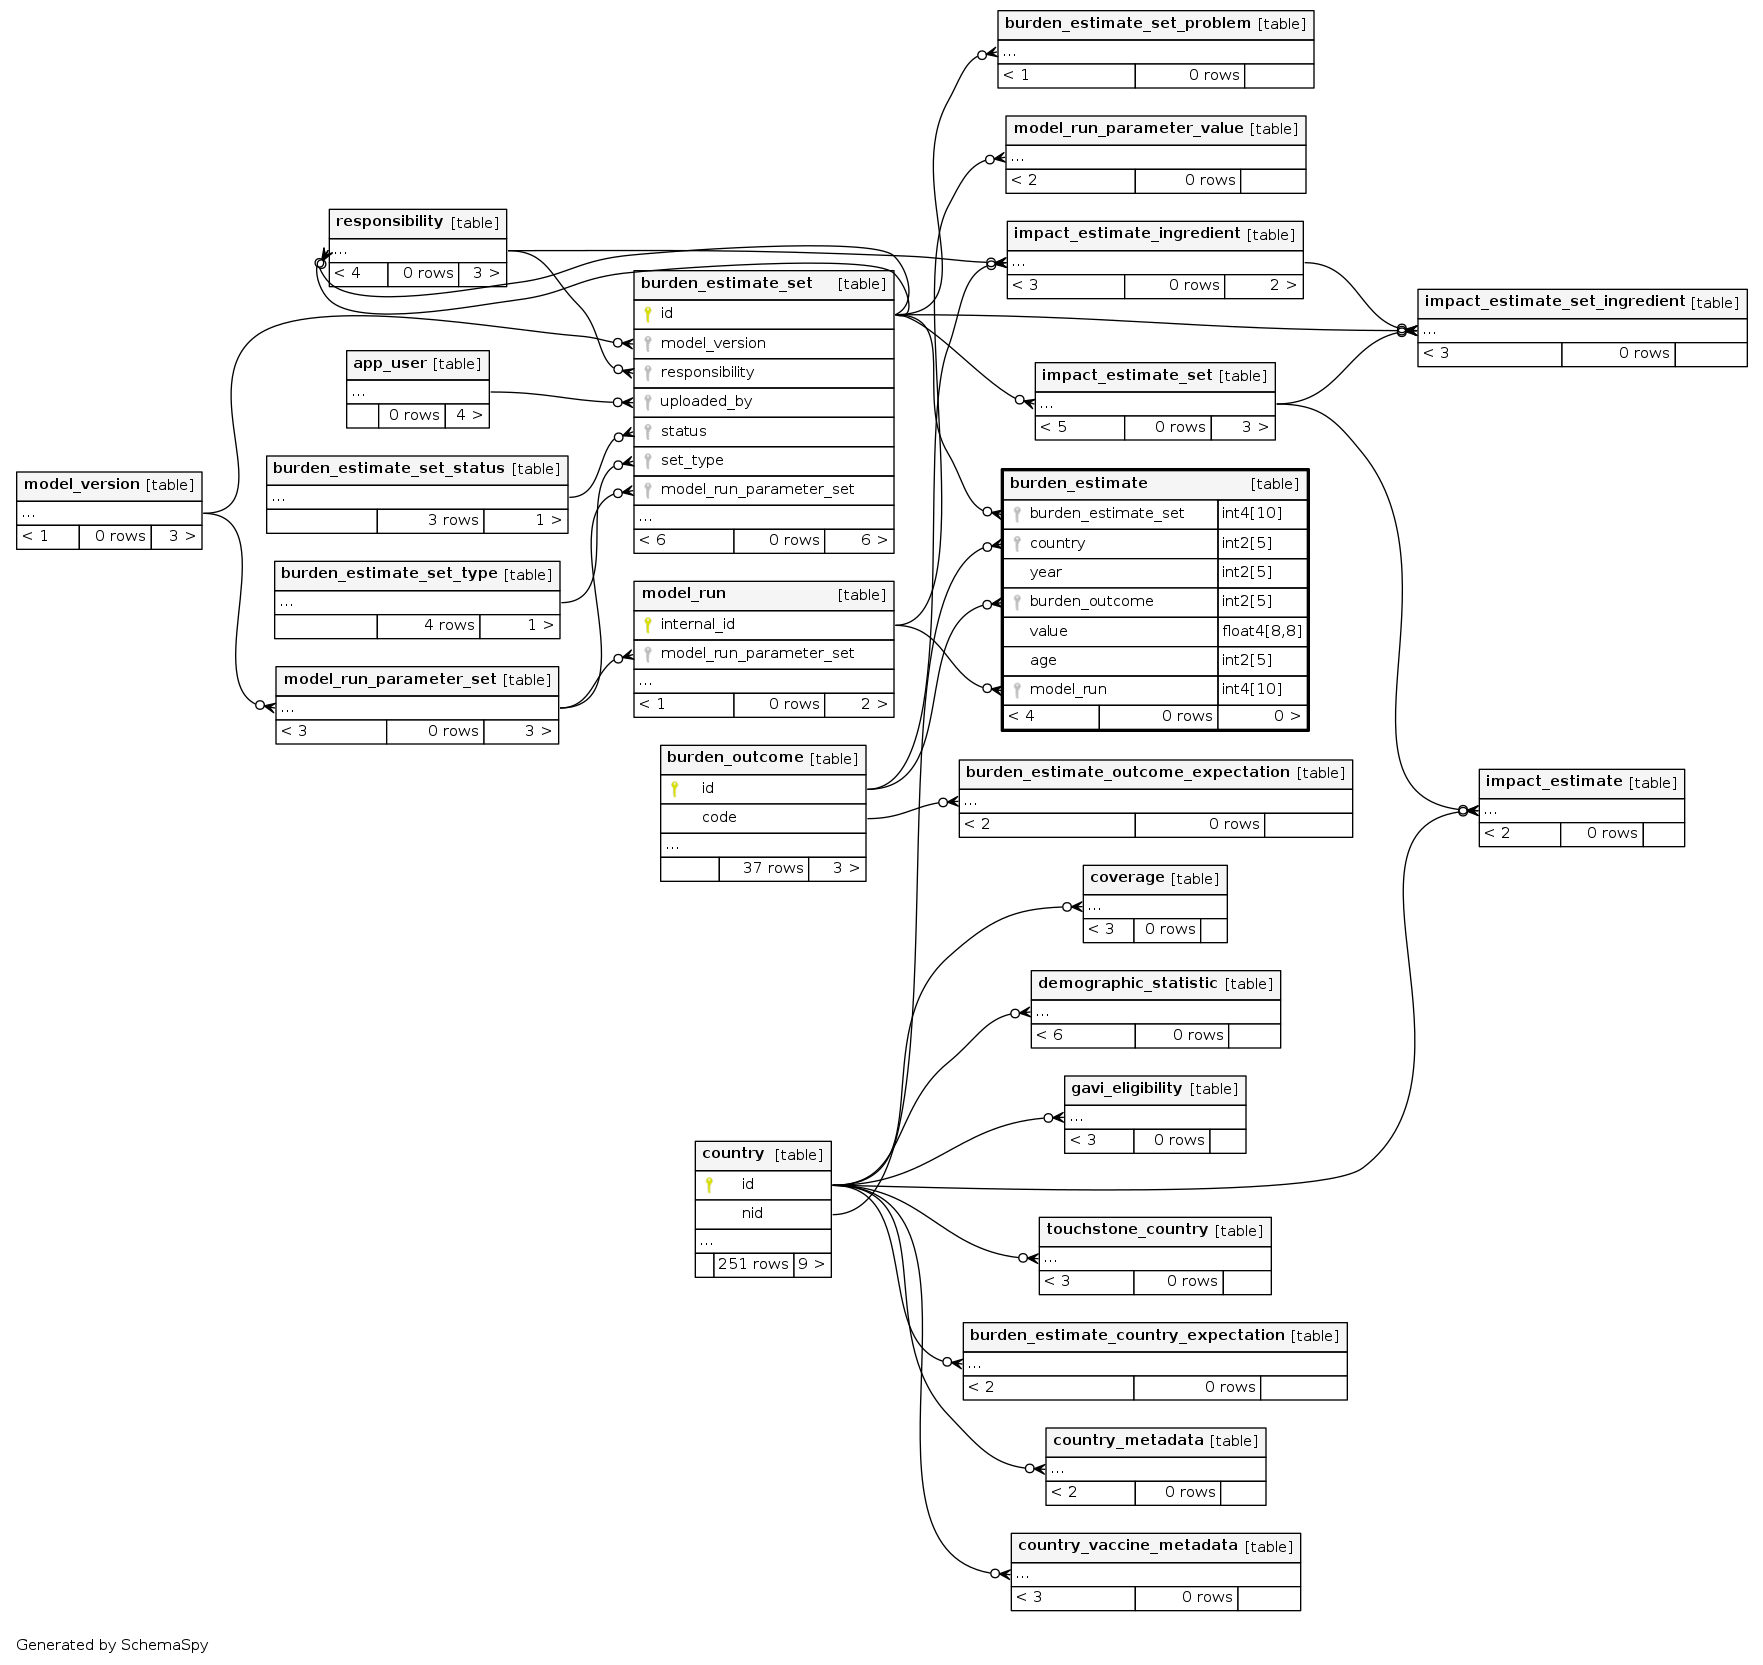 burden_estimate_set_problem [table]
...
< 1 0 rows
model_run_parameter_value [table]
...
< 2 0 rows
responsibility [table]
...
< 4 0 rows 3 >
impact_estimate_ingredient [table]
...
< 3 0 rows 2 >
burden_estimate_set [table]
id
model_version
responsibility
uploaded_by
status
set_type
model_run_parameter_set
...
< 6 0 rows 6 >
impact_estimate_set_ingredient [table]
...
< 3 0 rows
app_user [table]
...
0 rows 4 >
impact_estimate_set [table]
...
< 5 0 rows 3 >
burden_estimate_set_status [table]
...
3 rows 1 >
model_version [table]
...
< 1 0 rows 3 >
burden_estimate [table]
burden_estimate_set int4[10]
country int2[5]
year int2[5]
burden_outcome int2[5]
value float4[8,8]
age int2[5]
model_run int4[10]
< 4 0 rows 0 >
burden_estimate_set_type [table]
...
4 rows 1 >
model_run [table]
internal_id
model_run_parameter_set
...
< 1 0 rows 2 >
model_run_parameter_set [table]
...
< 3 0 rows 3 >
burden_outcome [table]
id
code
...
37 rows 3 >
burden_estimate_outcome_expectation [table]
...
< 2 0 rows
impact_estimate [table]
...
< 2 0 rows
coverage [table]
...
< 3 0 rows
demographic_statistic [table]
...
< 6 0 rows
gavi_eligibility [table]
...
< 3 0 rows
country [table]
id
nid
...
251 rows 9 >
touchstone_country [table]
...
< 3 0 rows
burden_estimate_country_expectation [table]
...
< 2 0 rows
country_metadata [table]
...
< 2 0 rows
country_vaccine_metadata [table]
...
< 3 0 rows
Generated by SchemaSpy